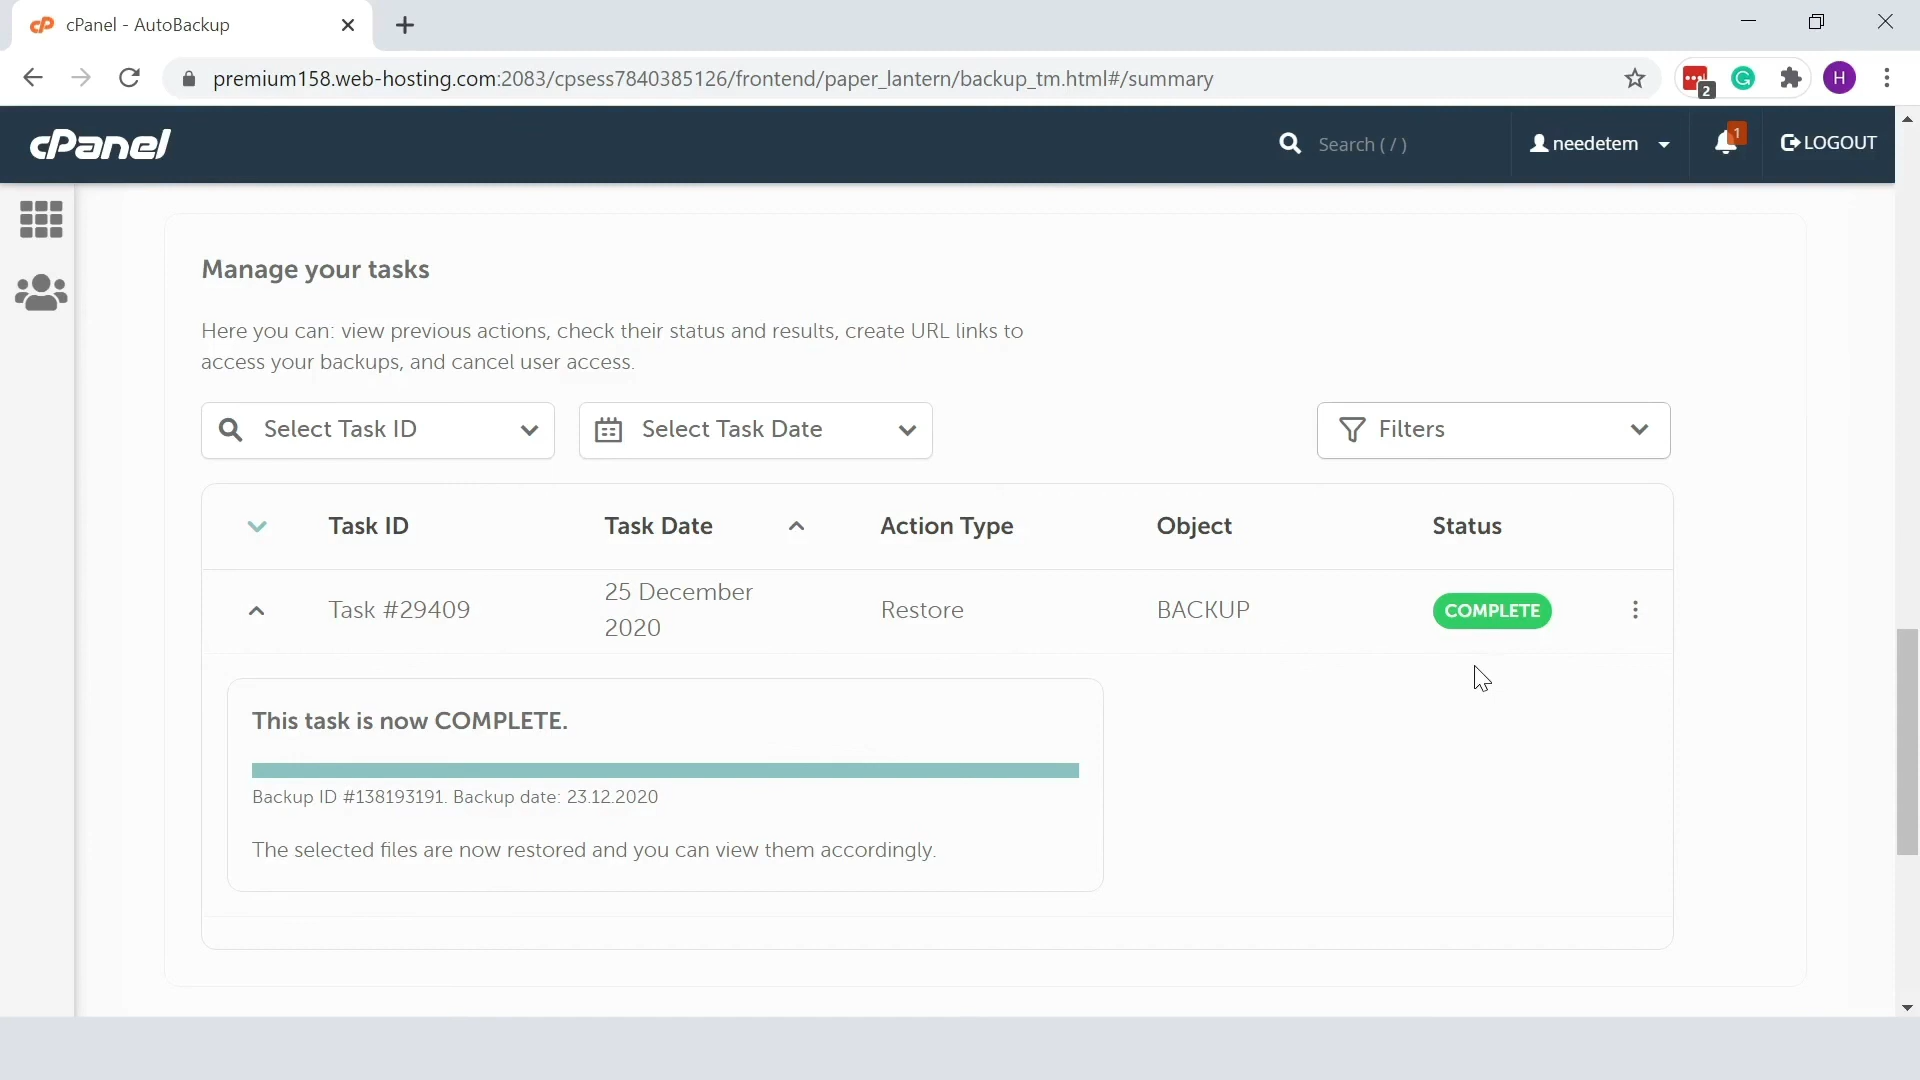 cPanel - AutoBackup
premium158.web-hosting.com:2083/cpsess7840385126/frontend/paper_lantern/backup_tm.html#/summary
2
G
H
cPanel
Search ( / )
needetem
1
LOGOUT
Manage your tasks
Here you can: view previous actions, check their status and results, create URL links to
access your backups, and cancel user access.
Select Task ID
Select Task Date
Filters
Task ID
Task Date
Action Type
Object
Status
Task #29409
25 December
2020
Restore
BACKUP
COMPLETE
This task is now COMPLETE.
Backup ID #138193191. Backup date: 23.12.2020
The selected files are now restored and you can view them accordingly.